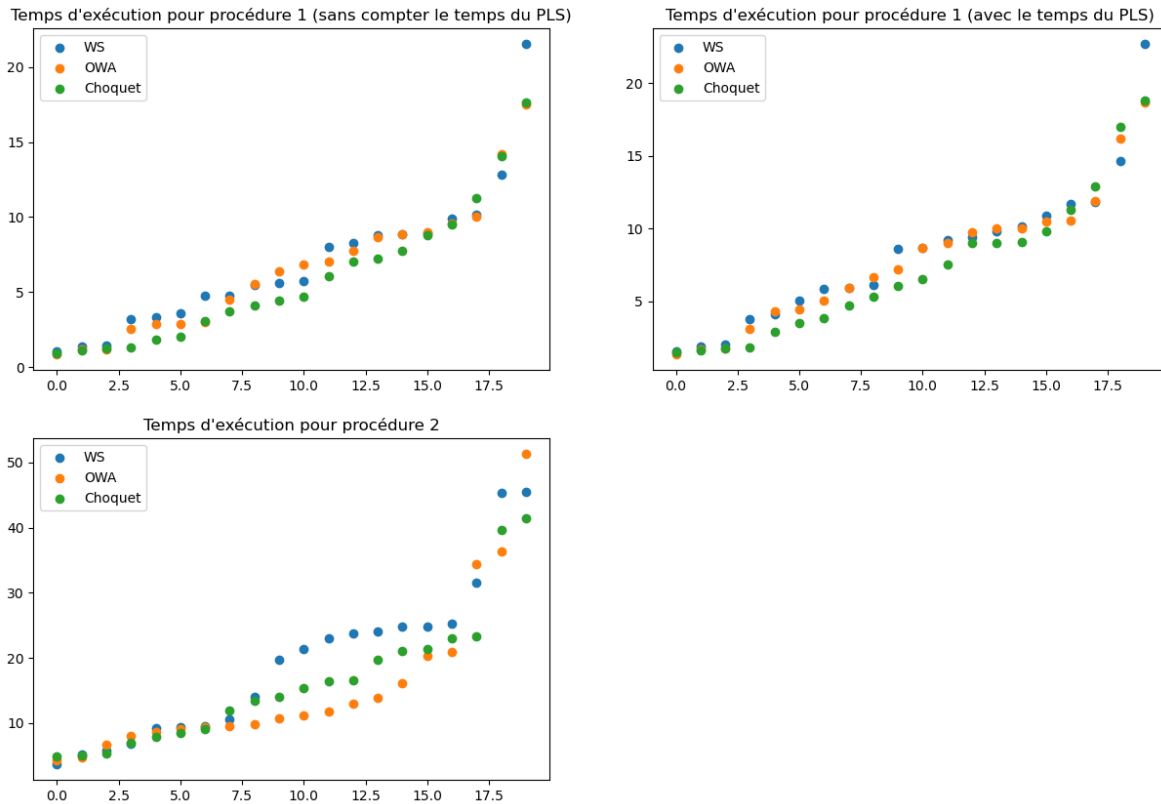 Temps d'exécution pour procédure 1 (sans compter le temps du PLS)
WS
OWA
Choquet
20
15
10
5
0
0.0 2.5 5.0 7.5 10.0 12.5 15.0 17.5
Temps d'exécution pour procédure 1 (avec le temps du PLS)
WS
OWA
Choquet
20
15
10
5
0.0 2.5 5.0 7.5 10.0 12.5 15.0 17.5
Temps d'exécution pour procédure 2
WS
OWA
Choquet
50
40
30
20
10
0.0 2.5 5.0 7.5 10.0 12.5 15.0 17.5